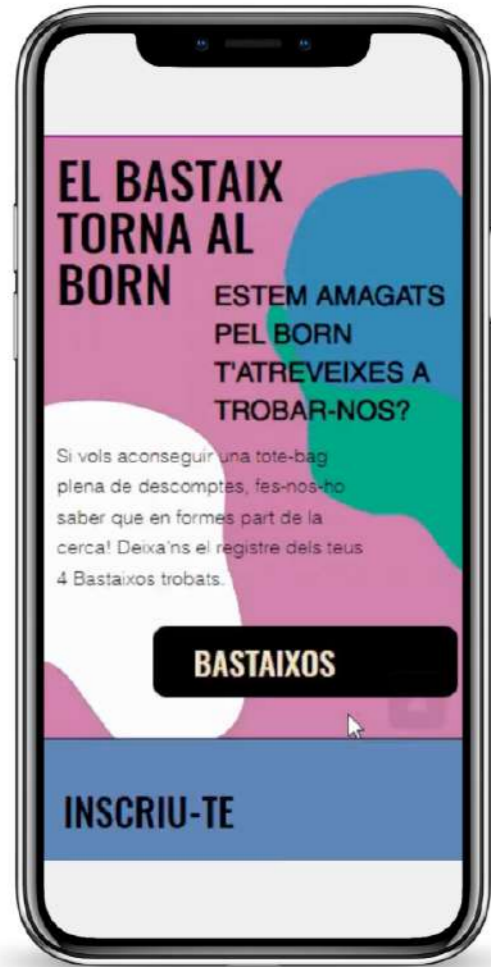 EL BASTAIX
TORNA AL
BORN
ESTEM AMAGATS
PEL BORN
T'ATREVEIXES A
TROBAR-NOS?
Si vols aconseguir una tote-bag
plena de descomptes, fes-nos-ho
saber que en formes part de la
cerca! Deixa'ns el registre dels teus
4 Bastaixos trobats.
BASTAIXOS
INSCRIU-TE